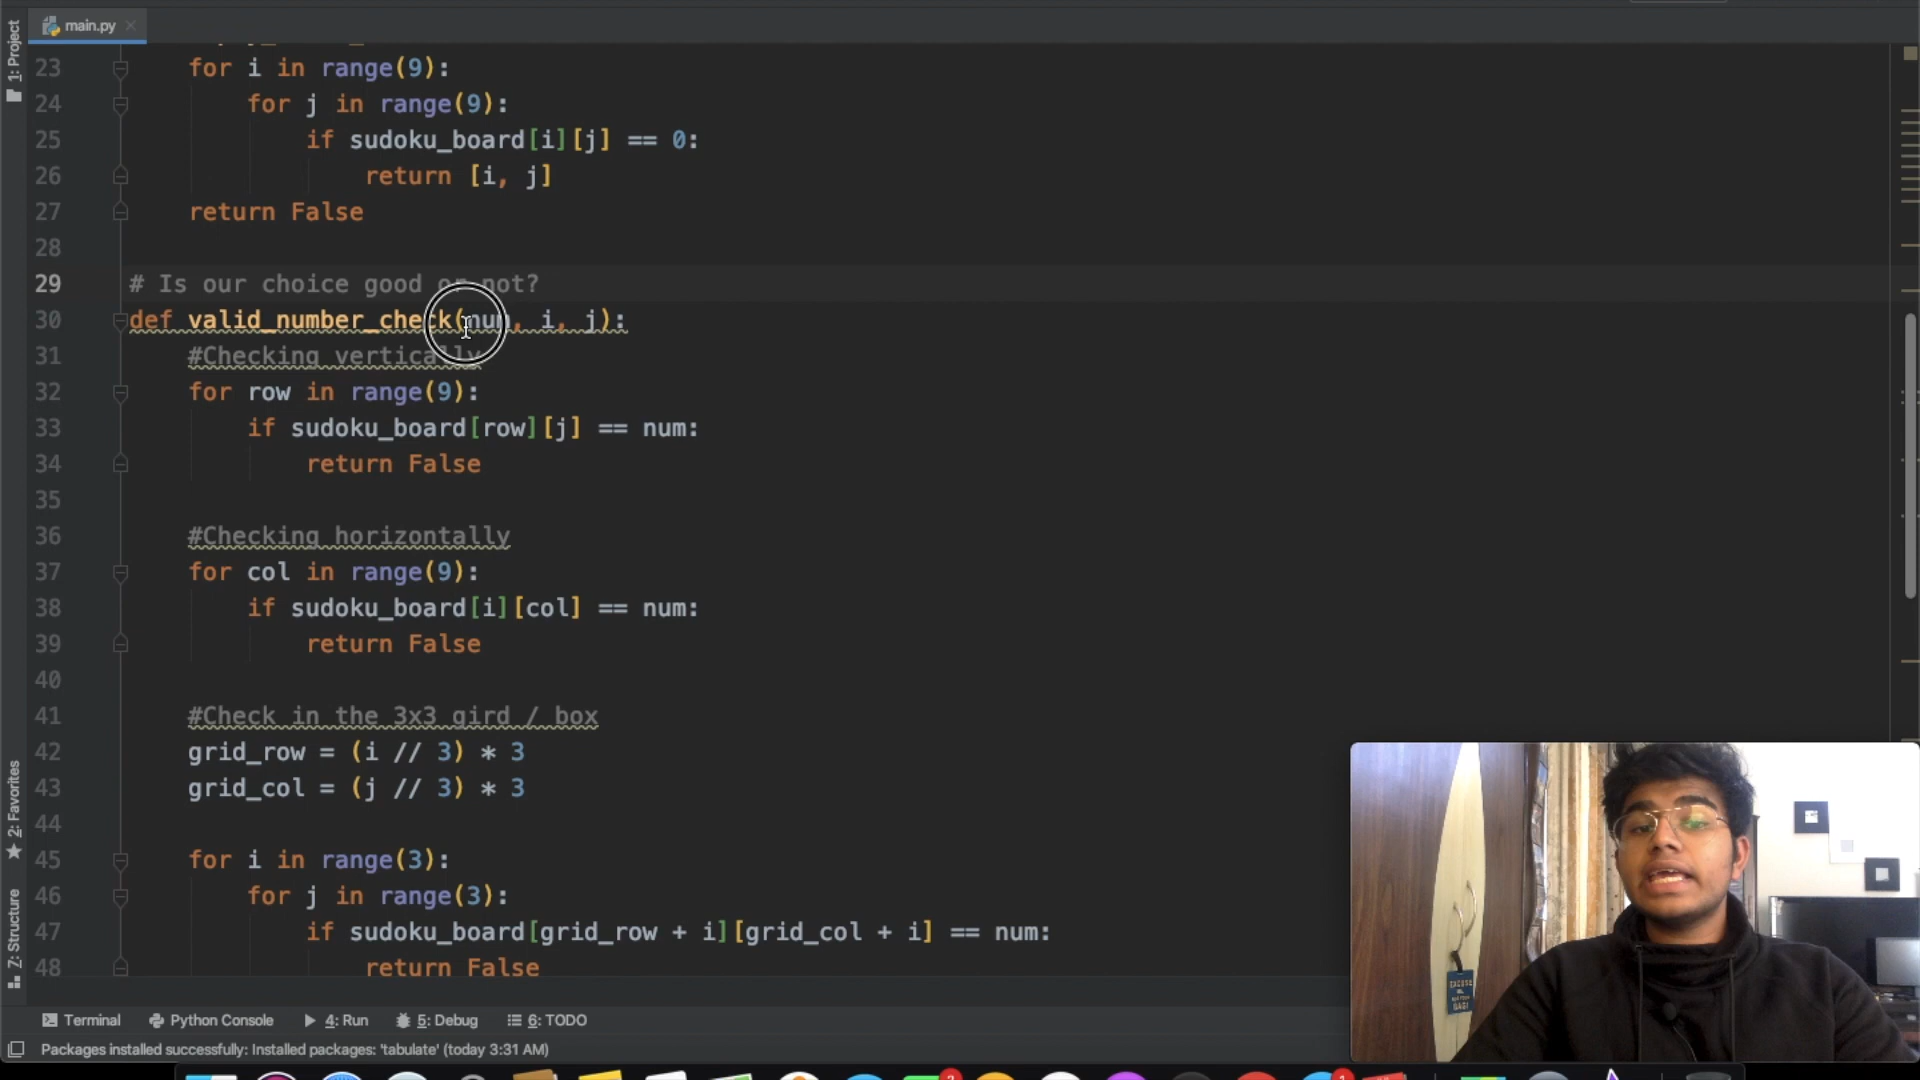 main.py
1: Project
23 for i in range(9):
24 for j in range(9):
25 if sudoku_board[i][j] == 0:
26 return [i, j]
27 return False
28
29 # Is our choice good or not?
30 def valid_number_check(num, i, j):
31 #Checking vertically
32 for row in range(9):
33 if sudoku_board[row][j] == num:
34 return False
35
36 #Checking horizontally
37 for col in range(9):
38 if sudoku_board[i][col] == num:
39 return False
40
41 #Check in the 3x3 gird / box
42 grid_row = (i // 3) * 3
43 grid_col = (j // 3) * 3
44
45 for i in range(3):
46 for j in range(3):
47 if sudoku_board[grid_row + i][grid_col + i] == num:
48 return False
2: Favorites
Z: Structure
EXCUSE
BAG!
Terminal Python Console 4: Run 5: Debug 6: TODO
Packages installed successfully: Installed packages: 'tabulate' (today 3:31 AM)